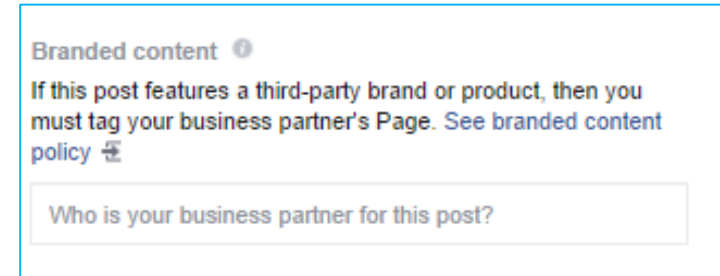 Branded content
If this post features a third-party brand or product, then you
must tag your business partner's Page. See branded content
policy
Who is your business partner for this post?